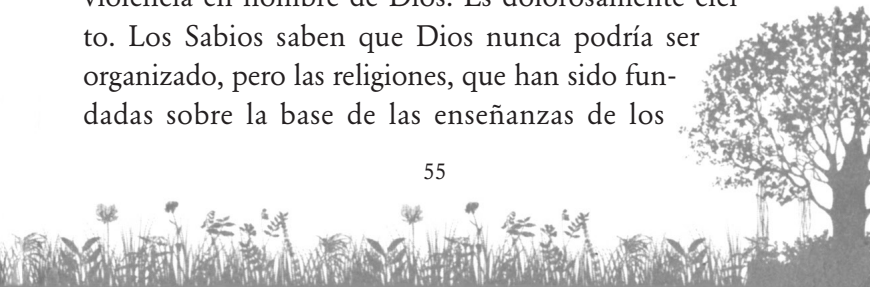 violencia en nombre de Dios. Es dolorosamente cier-
to. Los Sabios saben que Dios nunca podría ser
organizado, pero las religiones, que han sido fun-
dadas sobre la base de las enseñanzas de los
55